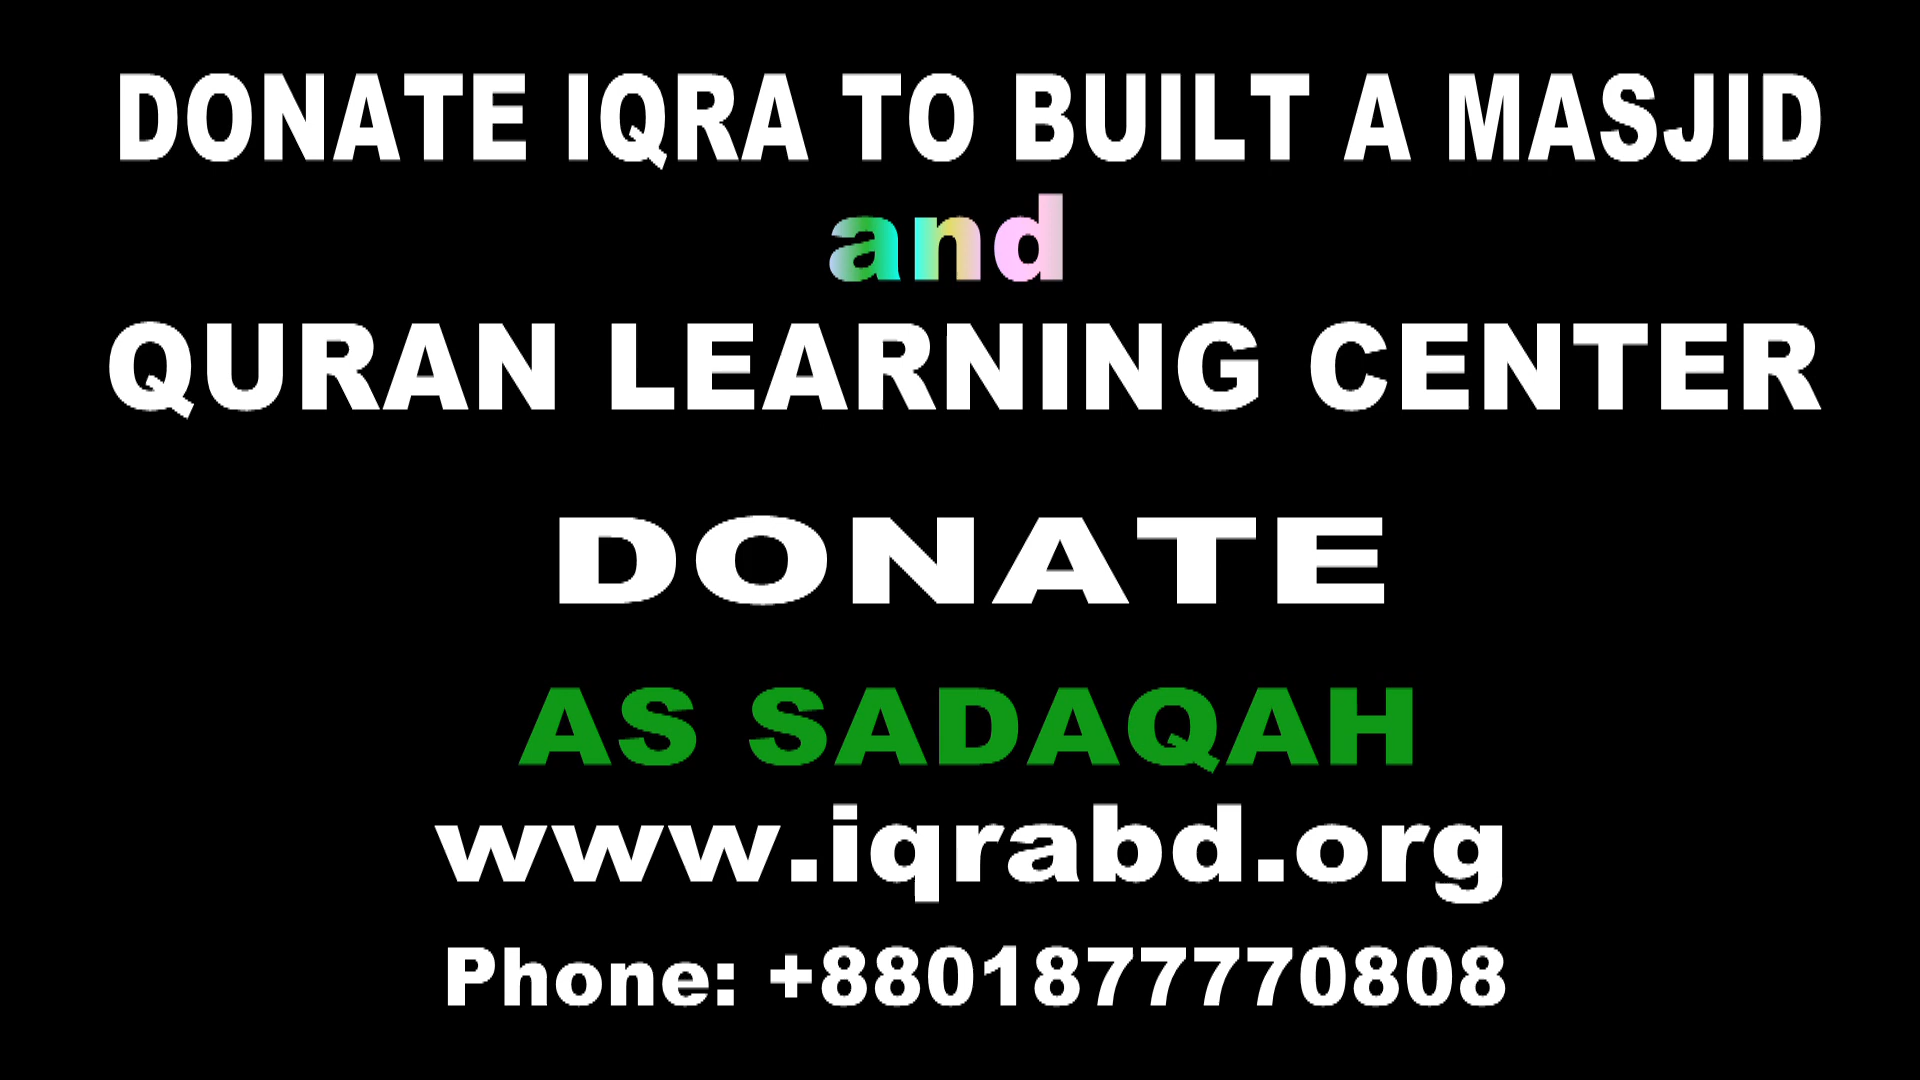 DONATE IQRA TO BUILT A MASJID
and
QURAN LEARNING CENTER
DONATE
AS SADAQAH
www.iqrabd.org
Phone: +8801877770808